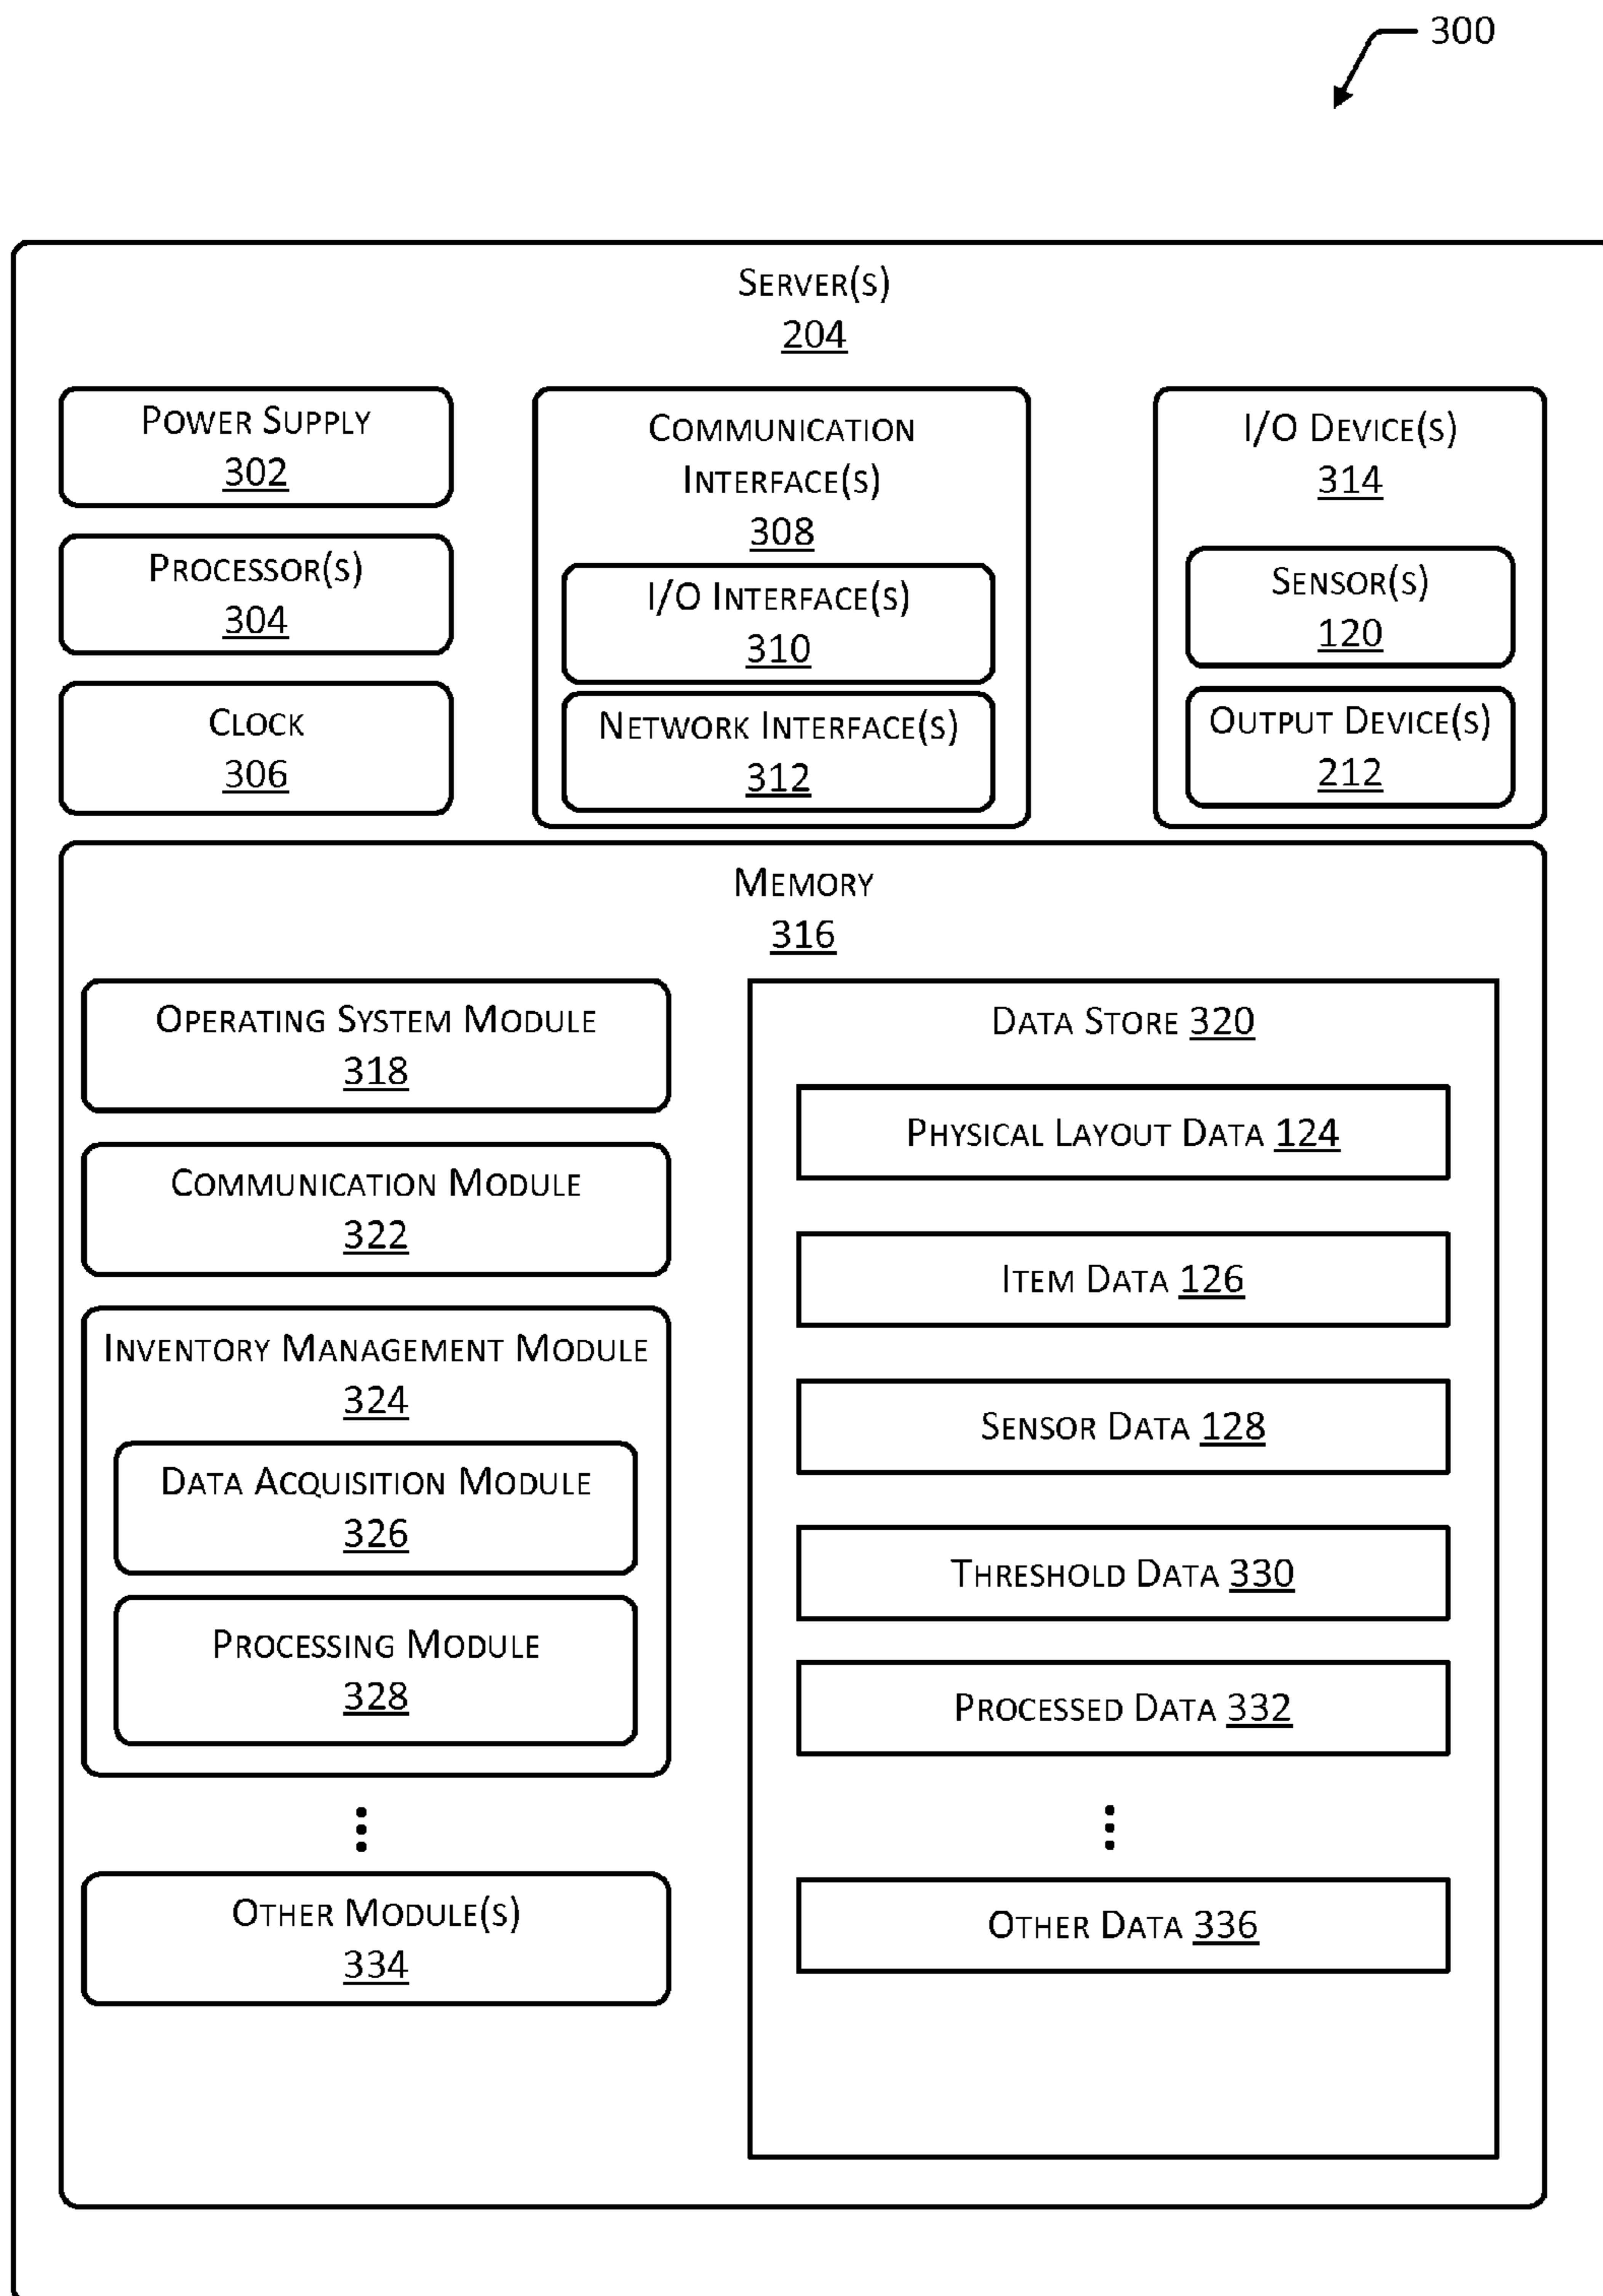 300
SERVER(S)
204
POWER SUPPLY
302
PROCESSOR(S)
304
CLOCK
306
COMMUNICATION
INTERFACE(S)
308
I/O INTERFACE(S)
310
NETWORK INTERFACE(S)
312
I/O DEVICE(S)
314
SENSOR(S)
120
OUTPUT DEVICE(S)
212
MEMORY
316
OPERATING SYSTEM MODULE
318
COMMUNICATION MODULE
322
INVENTORY MANAGEMENT MODULE
324
DATA ACQUISITION MODULE
326
PROCESSING MODULE
328
OTHER MODULE(S)
334
DATA STORE 320
PHYSICAL LAYOUT DATA 124
ITEM DATA 126
SENSOR DATA 128
THRESHOLD DATA 330
PROCESSED DATA 332
OTHER DATA 336